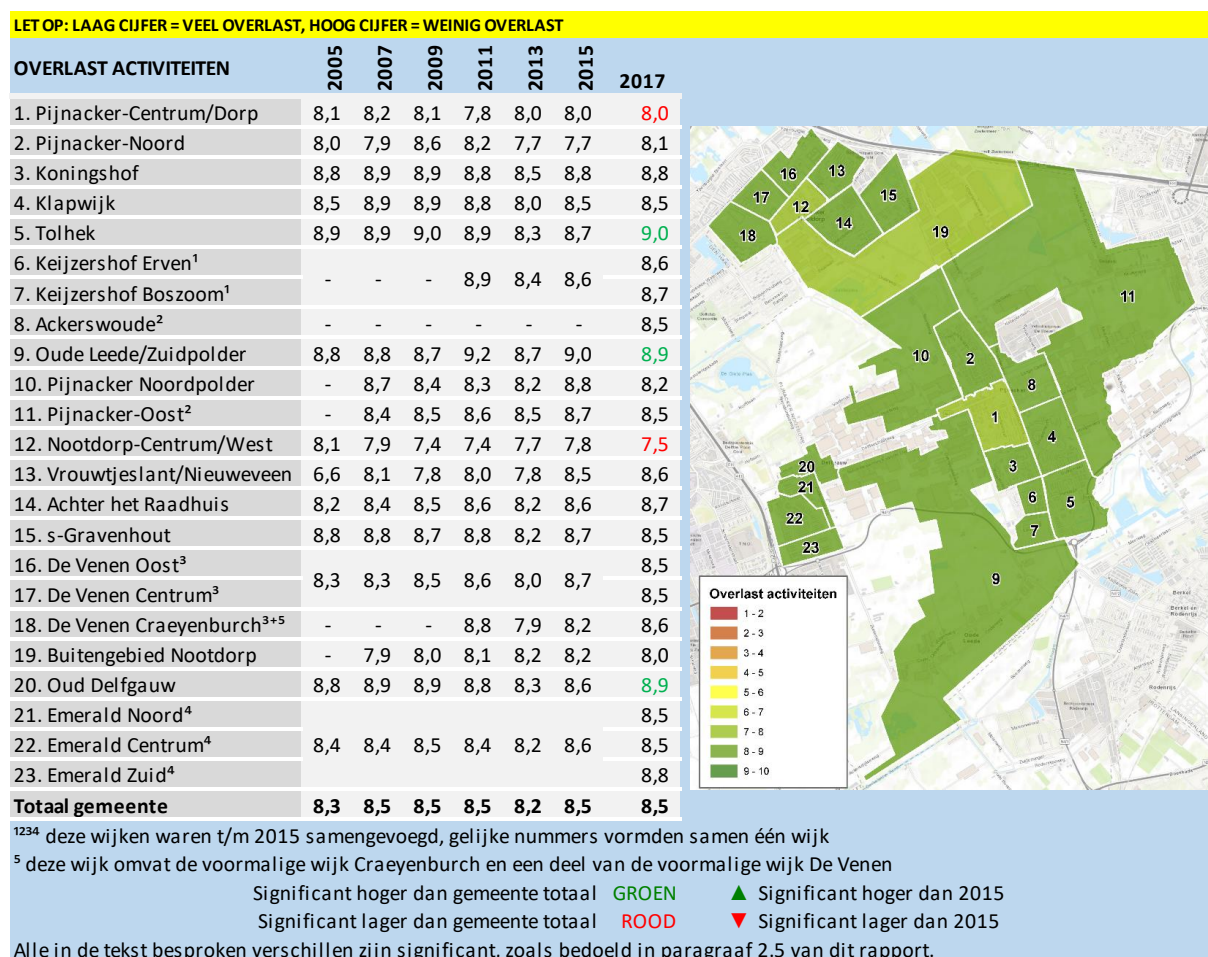 LET OP: LAAG CIJFER = VEEL OVERLAST, HOOG CIJFER = WEINIG OVERLAST
OVERLAST ACTIVITEITEN 2005 2007 2009 2011 2013 2015 2017
1. Pijnacker-Centrum/Dorp 8,1 8,2 8,1 7,8 8,0 8,0 8,0
2. Pijnacker-Noord 8,0 7,9 8,6 8,2 7,7 7,7 8,1
3. Koningshof 8,8 8,9 8,9 8,8 8,5 8,8 8,8
4. Klapwijk 8,5 8,9 8,9 8,8 8,0 8,5 8,5
5. Tolhek 8,9 8,9 9,0 8,9 8,3 8,7 9,0
6. Keijzershof Erven¹ 8,6
- - - 8,9 8,4 8,6
7. Keijzershof Boszoom¹ 8,7
8. Ackerswoude² - - - - - - 8,5
9. Oude Leede/Zuidpolder 8,8 8,8 8,7 9,2 8,7 9,0 8,9
10. Pijnacker Noordpolder - 8,7 8,4 8,3 8,2 8,8 8,2
11. Pijnacker-Oost² - 8,4 8,5 8,6 8,5 8,7 8,5
12. Nootdorp-Centrum/West 8,1 7,9 7,4 7,4 7,7 7,8 7,5
13. Vrouwtjeslant/Nieuweveen 6,6 8,1 7,8 8,0 7,8 8,5 8,6
14. Achter het Raadhuis 8,2 8,4 8,5 8,6 8,2 8,6 8,7
15. s-Gravenhout 8,8 8,8 8,7 8,8 8,2 8,7 8,5
16. De Venen Oost³ 8,5
8,3 8,3 8,5 8,6 8,0 8,7
17. De Venen Centrum³ 8,5
18. De Venen Craeyenburch³⁺⁵ - - - 8,8 7,9 8,2 8,6
19. Buitengebied Nootdorp - 7,9 8,0 8,1 8,2 8,2 8,0
20. Oud Delfgauw 8,8 8,9 8,9 8,8 8,3 8,6 8,9
21. Emerald Noord⁴ 8,5
22. Emerald Centrum⁴ 8,4 8,4 8,5 8,4 8,2 8,6 8,5
23. Emerald Zuid⁴ 8,8
Totaal gemeente 8,3 8,5 8,5 8,5 8,2 8,5 8,5
16
13
17
12
15
14
18
19
11
10
2
8
1
4
3
20
21
6
5
22
7
23
9
Overlast activiteiten
1 - 2
2 - 3
3 - 4
4 - 5
5 - 6
6 - 7
7 - 8
8 - 9
9 - 10
¹²³⁴ deze wijken waren t/m 2015 samengevoegd, gelijke nummers vormden samen één wijk
⁵ deze wijk omvat de voormalige wijk Craeyenburch en een deel van de voormalige wijk De Venen
Significant hoger dan gemeente totaal GROEN ▲ Significant hoger dan 2015
Significant lager dan gemeente totaal ROOD ▼ Significant lager dan 2015
Alle in de tekst besproken verschillen zijn significant, zoals bedoeld in paragraaf 2.5 van dit rapport.